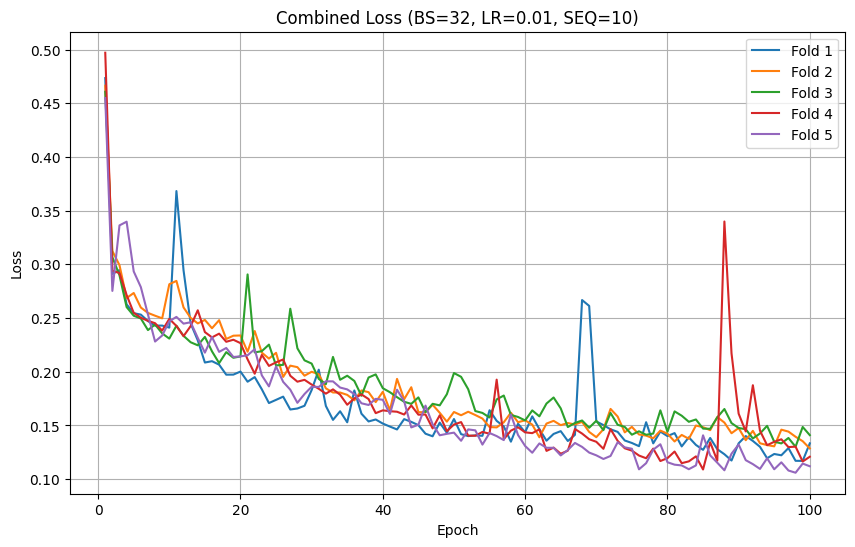 Combined Loss (BS=32, LR=0.01, SEQ=10)
0.50
0.45
0.40
0.35
0.30
0.25
0.20
0.15
0.10
Loss
Fold 1
Fold 2
Fold 3
Fold 4
Fold 5
0
20
40
60
80
100
Epoch